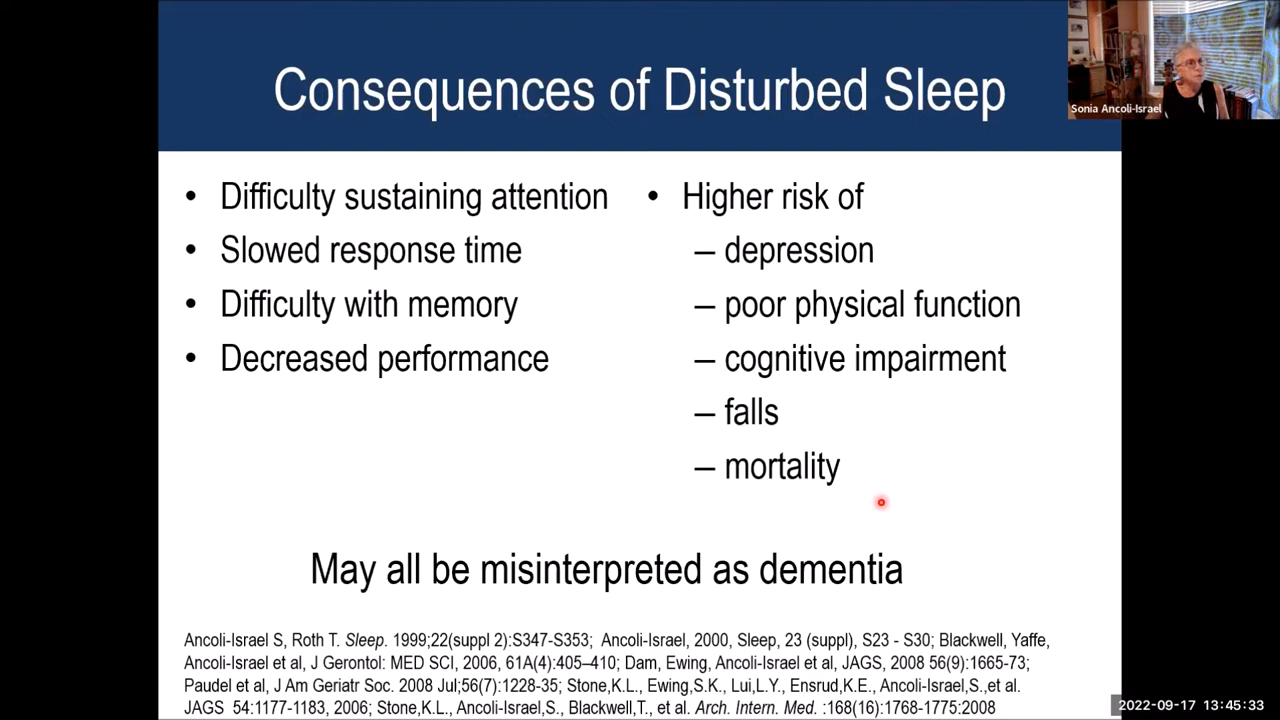 Consequences of Disturbed Sleep
Sonia Ancoli-Israel
• Difficulty sustaining attention
• Slowed response time
• Difficulty with memory
• Decreased performance
• Higher risk of
– depression
– poor physical function
– cognitive impairment
– falls
– mortality
May all be misinterpreted as dementia
Ancoli-Israel S, Roth T. Sleep. 1999;22(suppl 2):S347-S353; Ancoli-Israel, 2000, Sleep, 23 (suppl), S23 - S30; Blackwell, Yaffe,
Ancoli-Israel et al, J Gerontol: MED SCI, 2006, 61A(4):405–410; Dam, Ewing, Ancoli-Israel et al, JAGS, 2008 56(9):1665-73;
Paudel et al, J Am Geriatr Soc. 2008 Jul;56(7):1228-35; Stone,K.L., Ewing,S.K., Lui,L.Y., Ensrud,K.E., Ancoli-Israel,S.,et al.
JAGS 54:1177-1183, 2006; Stone,K.L., Ancoli-Israel,S., Blackwell,T., et al. Arch. Intern. Med. :168(16):1768-1775:2008
2022-09-17 13:45:33